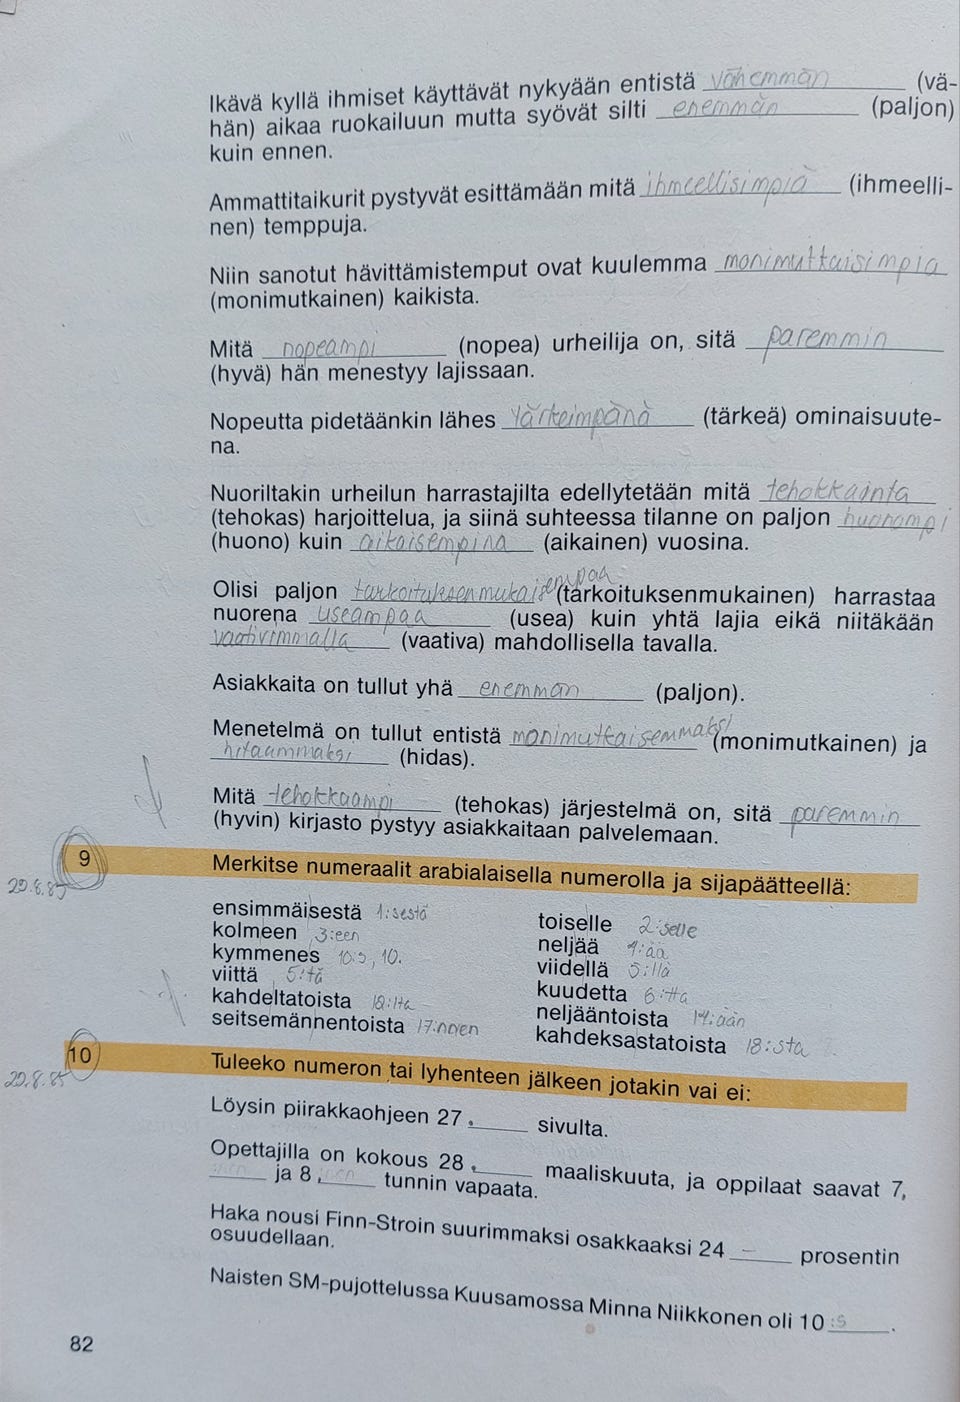 Ikävä kyllä ihmiset käyttävät nykyään entistä vähemmän (vä-
hän) aikaa ruokailuun mutta syövät silti enemmän (paljon)
kuin ennen.
Ammattitaikurit pystyvät esittämään mitä ihmeellisimpiä (ihmeelli-
nen) temppuja.
Niin sanotut hävittämistemput ovat kuulemma monimuttaisimpia
(monimutkainen) kaikista.
Mitä nopeampi (nopea) urheilija on, sitä paremmin
(hyvä) hän menestyy lajissaan.
Nopeutta pidetäänkin lähes tärkeimpänä (tärkeä) ominaisuute-
na.
Nuoriltakin urheilun harrastajilta edellytetään mitä tehokkainta
(tehokas) harjoittelua, ja siinä suhteessa tilanne on paljon huonompi
(huono) kuin aikaisempina (aikainen) vuosina.
Olisi paljon tarkoituksenmukaisempaa (tarkoituksenmukainen) harrastaa
nuorena useampaa (usea) kuin yhtä lajia eikä niitäkään
vaativimmalla (vaativa) mahdollisella tavalla.
Asiakkaita on tullut yhä enemmän (paljon).
Menetelmä on tullut entistä monimutkaisemmaksi (monimutkainen) ja
hitaammaksi (hidas).
Mitä tehokkaampi (tehokas) järjestelmä on, sitä paremmin
(hyvin) kirjasto pystyy asiakkaitaan palvelemaan.
9 Merkitse numeraalit arabialaisella numerolla ja sijapäätteellä:
29.8.85
ensimmäisestä 1:sestä
kolmeen 3:een
kymmenes 10:s, 10.
viittä 5:tä
kahdeltatoista 12:lta
seitsemännentoista 17:nnen
toiselle 2:selle
neljää 4:ää
viidellä 5:llä
kuudetta 6:tta
neljääntoista 14:ään
kahdeksastatoista 18:sta
10 Tuleeko numeron tai lyhenteen jälkeen jotakin vai ei:
29.8.85
Löysin piirakkaohjeen 27. sivulta.
Opettajilla on kokous 28. maaliskuuta, ja oppilaat saavat 7.
ja 8. tunnin vapaata.
Haka nousi Finn-Stroin suurimmaksi osakkaaksi 24 – prosentin
osuudellaan.
Naisten SM-pujottelussa Kuusamossa Minna Niikkonen oli 10 :s.
82